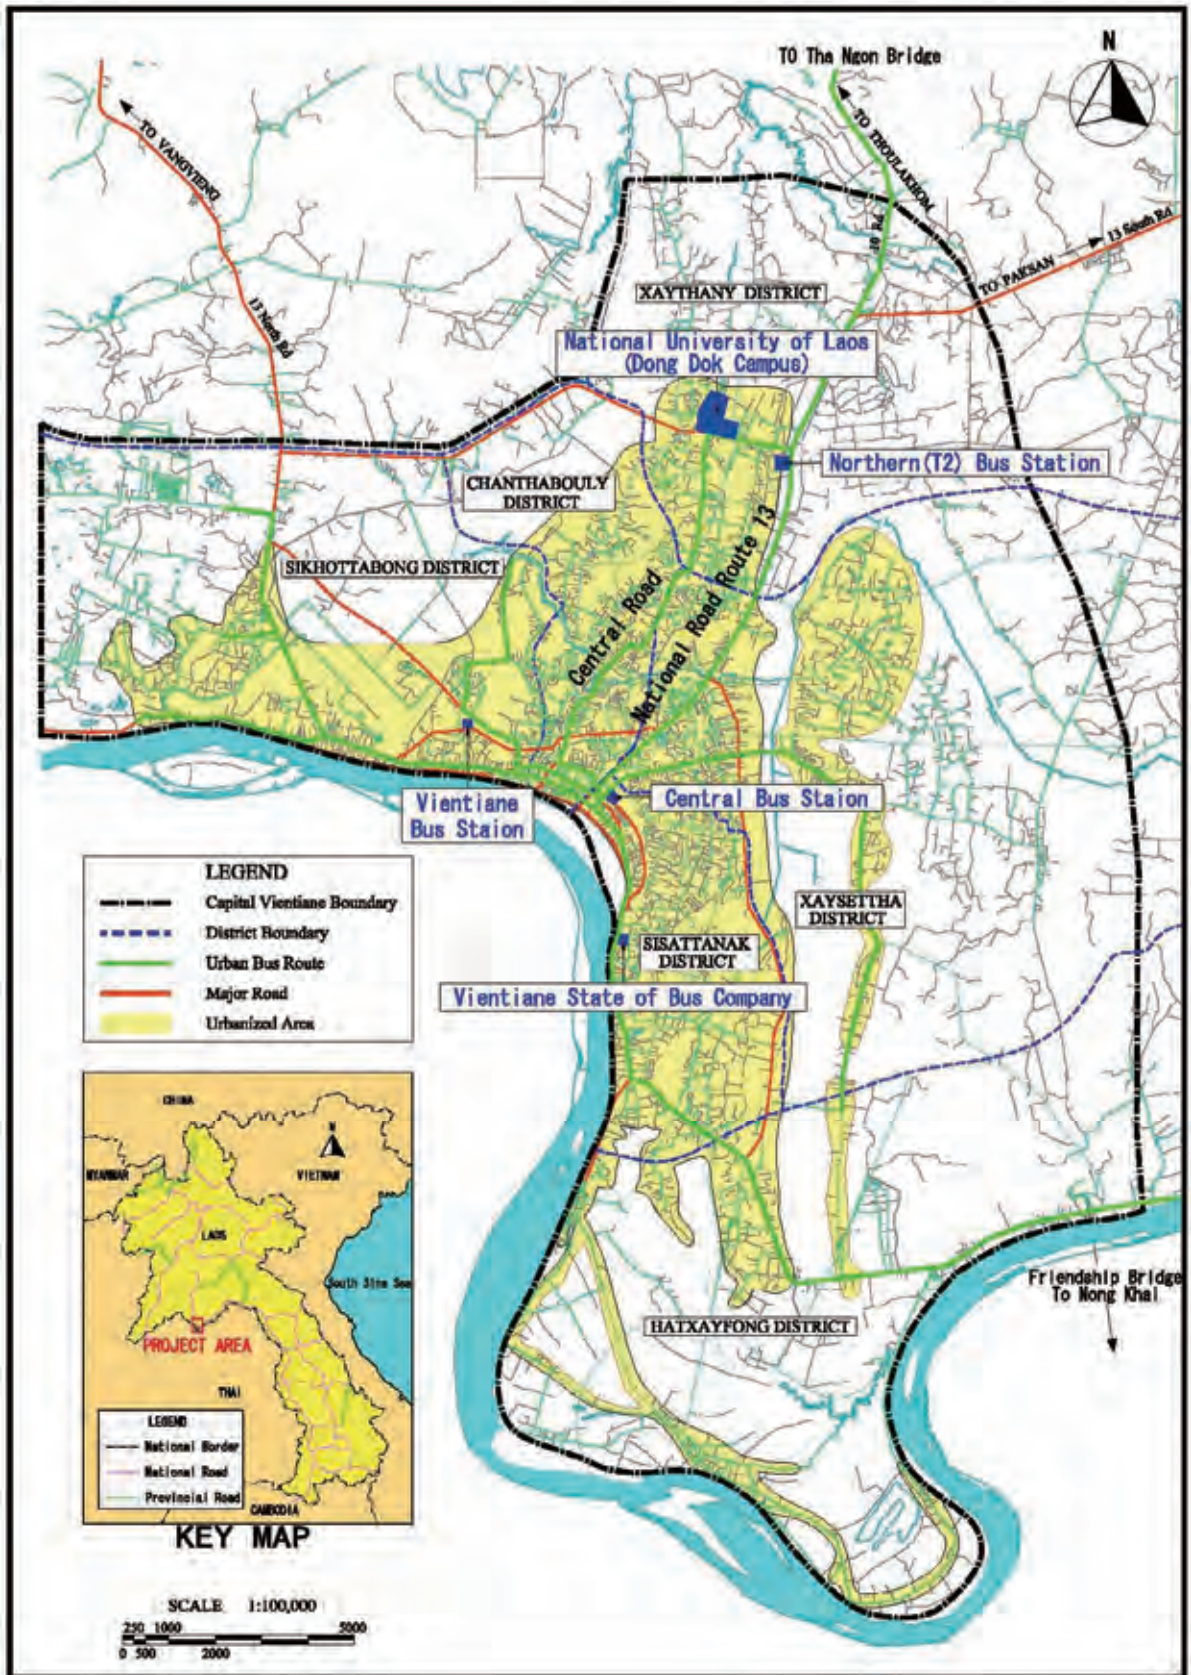 TO Tha Ngon Bridge
N
TO VANGVIENG
TO THOULAKHOM
10 Rd
13 South Rd
TO PAKSAN
13 North Rd
XAYTHANY DISTRICT
National University of Laos
(Dong Dok Campus)
Northern(T2) Bus Station
CHANTHABOULY
DISTRICT
SIKHOTTABONG DISTRICT
Central Road
National Road Route 13
Vientiane
Bus Staion
Central Bus Staion
XAYSETTHA
DISTRICT
SISATTANAK
DISTRICT
Vientiane State of Bus Company
LEGEND
Capital Vientiane Boundary
District Boundary
Urban Bus Route
Major Road
Urbanized Area
CHINA
N
MYANMAR
VIETNAM
LAOS
South Sine Sea
PROJECT AREA
THAI
LEGEND
National Border
National Road
Provincial Road
CAMBODIA
KEY MAP
Friendship Bridge
To Nong Khai
HATXAYFONG DISTRICT
SCALE 1:100,000
250 1000 5000
0 500 2000